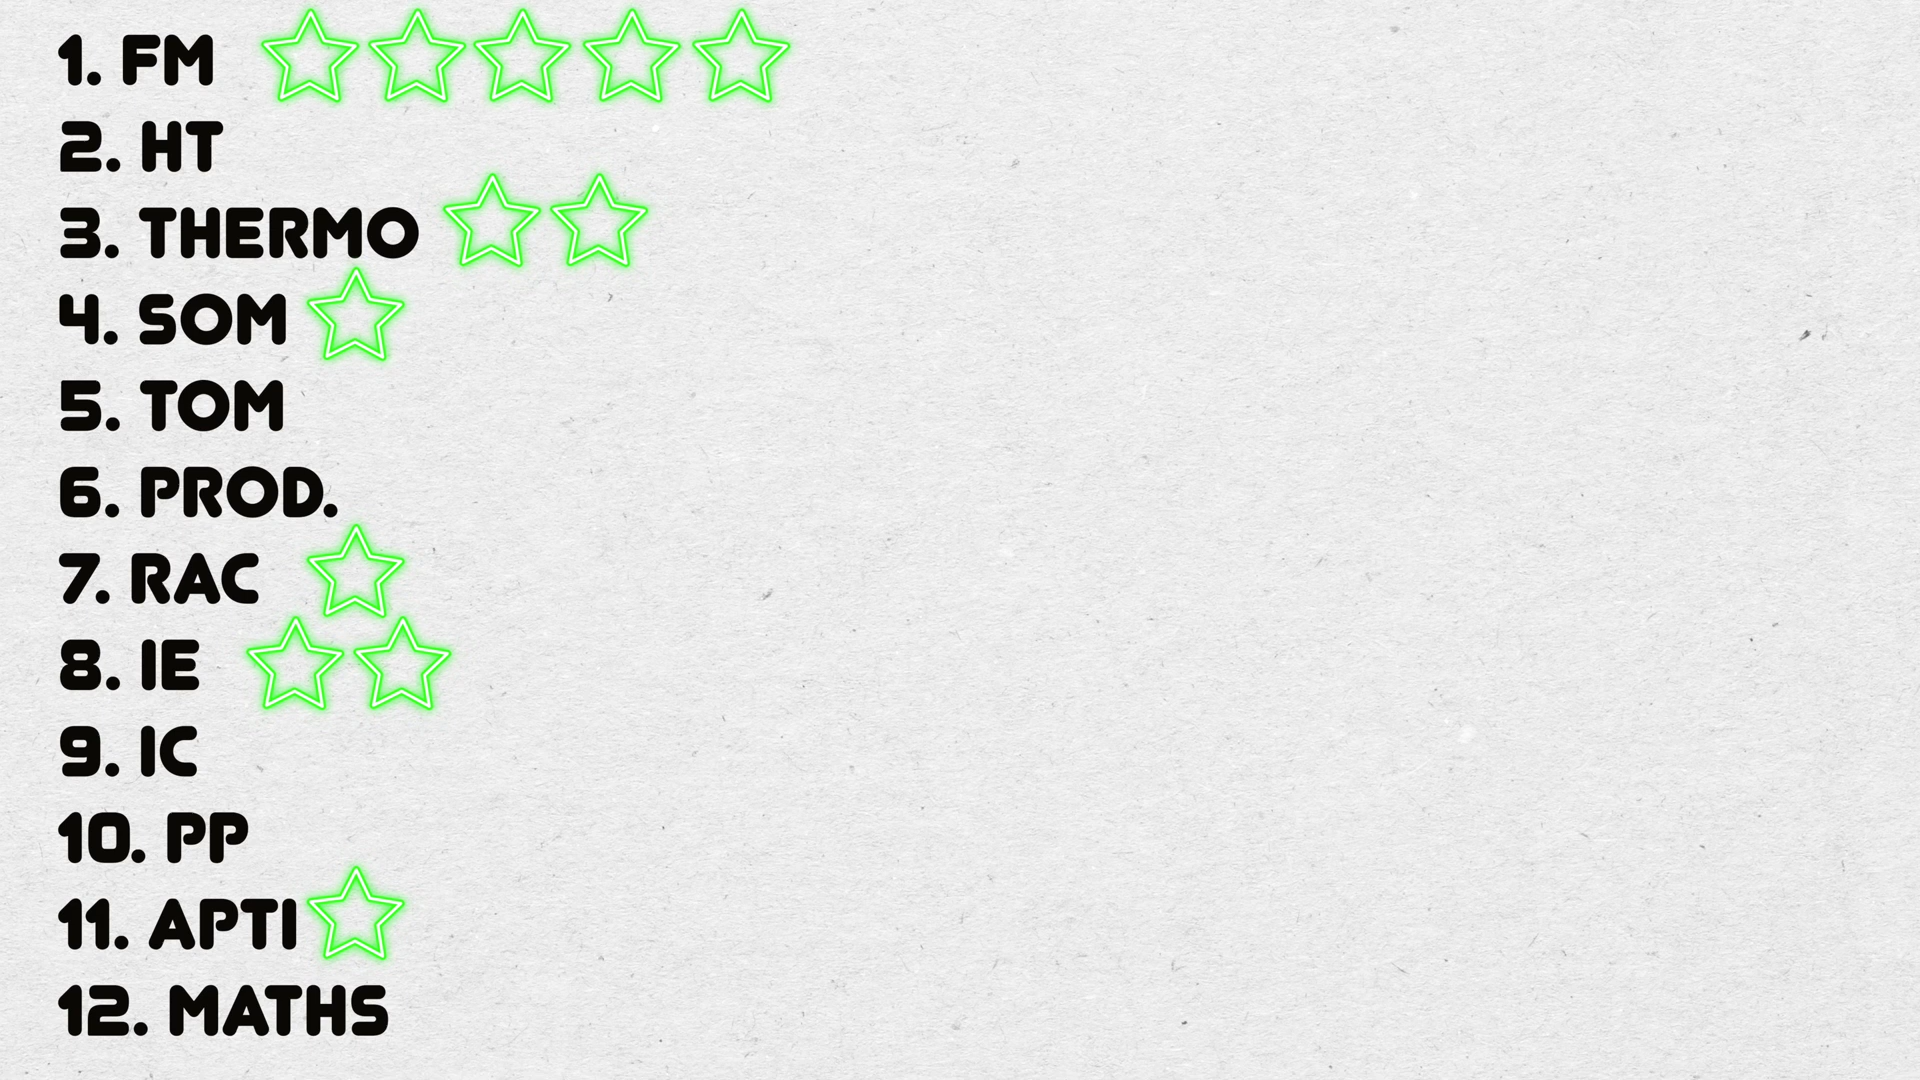 1. FM
2. HT
3. THERMO
4. SOM
5. TOM
6. PROD.
7. RAC
8. IE
9. IC
10. PP
11. APTI
12. MATHS